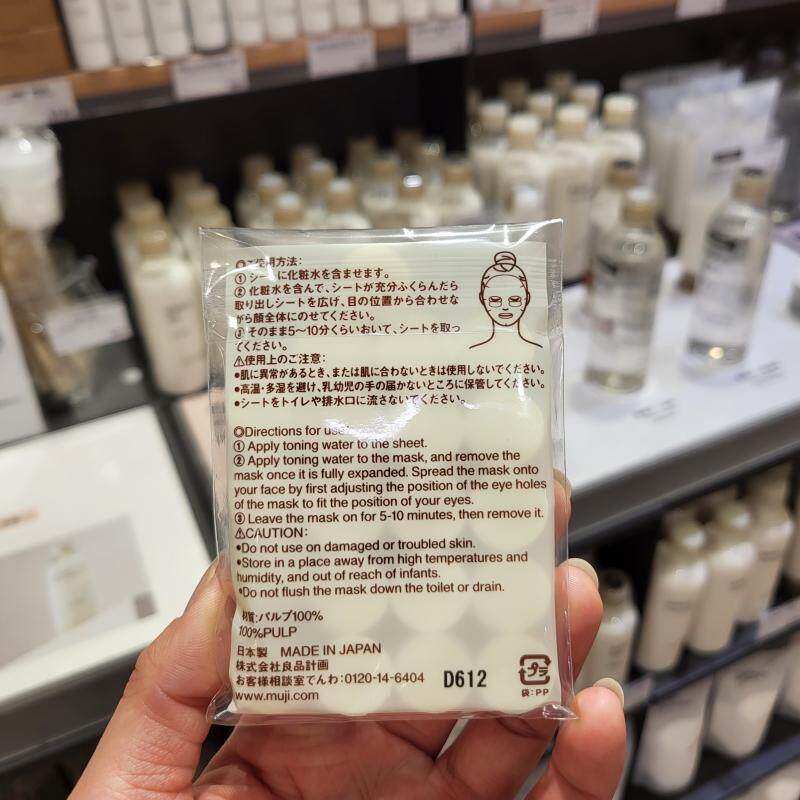 ◎ご使用方法:
① シートに化粧水を含ませます。
② 化粧水を含んで、シートが充分ふくらんだら
取り出しシートを広げ、目の位置から合わせな
がら顔全体にのせてください。
③ そのまま5〜10分くらいおいて、シートを取っ
てください。
⚠使用上のご注意:
•肌に異常があるとき、または肌に合わないときは使用しないでください。
•高温・多湿を避け、乳幼児の手の届かないところに保管してください。
•シートをトイレや排水口に流さないでください。
◎Directions for use:
① Apply toning water to the sheet.
② Apply toning water to the mask, and remove the
mask once it is fully expanded. Spread the mask onto
your face by first adjusting the position of the eye holes
of the mask to fit the position of your eyes.
③ Leave the mask on for 5-10 minutes, then remove it.
⚠CAUTION:
•Do not use on damaged or troubled skin.
•Store in a place away from high temperatures and
humidity, and out of reach of infants.
•Do not flush the mask down the toilet or drain.
材質:パルプ100%
100%PULP
日本製 MADE IN JAPAN
株式会社良品計画
お客様相談室でんわ:0120-14-6404 D612
www.muji.com
プラ
袋:PP